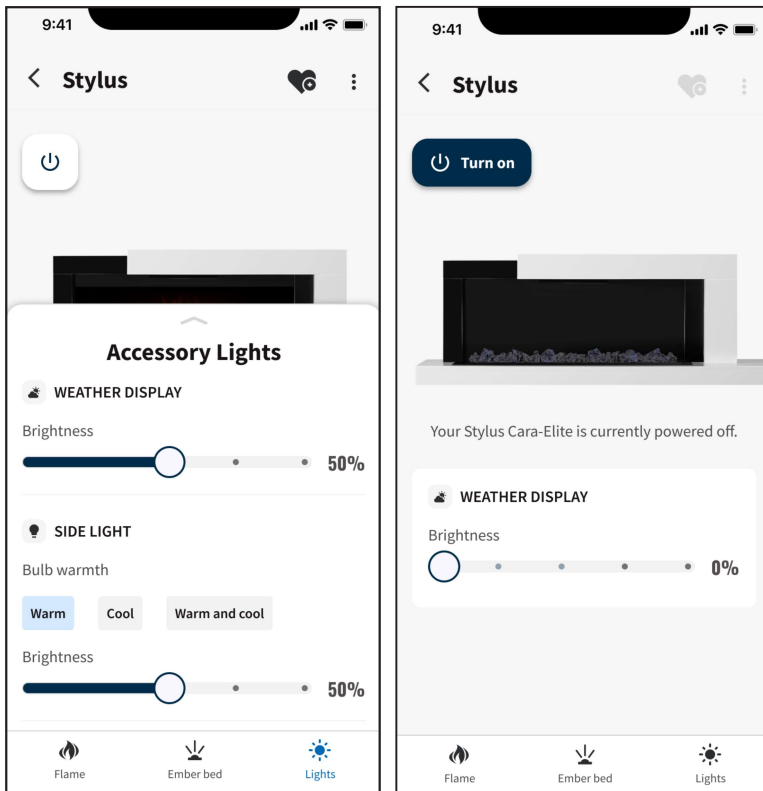 9:41
Stylus
Accessory Lights
WEATHER DISPLAY
Brightness
50%
SIDE LIGHT
Bulb warmth
Warm Cool Warm and cool
Brightness
50%
Flame Ember bed Lights
9:41
Stylus
Turn on
Your Stylus Cara-Elite is currently powered off.
WEATHER DISPLAY
Brightness
0%
Flame Ember bed Lights